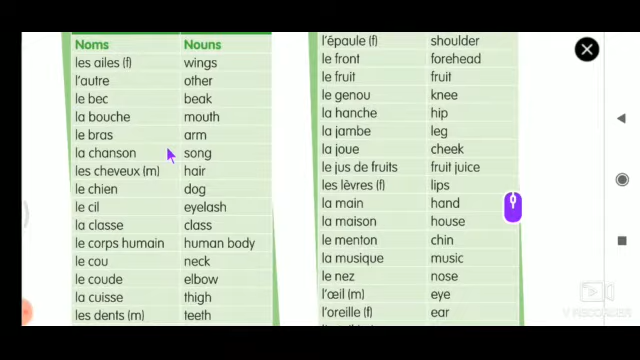 Noms Nouns
les ailes (f) wings
l'autre other
le bec beak
la bouche mouth
le bras arm
la chanson song
les cheveux (m) hair
le chien dog
le cil eyelash
la classe class
le corps humain human body
le cou neck
le coude elbow
la cuisse thigh
les dents (m) teeth
l'épaule (f) shoulder
le front forehead
le fruit fruit
le genou knee
la hanche hip
la jambe leg
la joue cheek
le jus de fruits fruit juice
les lèvres (f) lips
la main hand
la maison house
le menton chin
la musique music
le nez nose
l'œil (m) eye
l'oreille (f) ear
V RECORDER